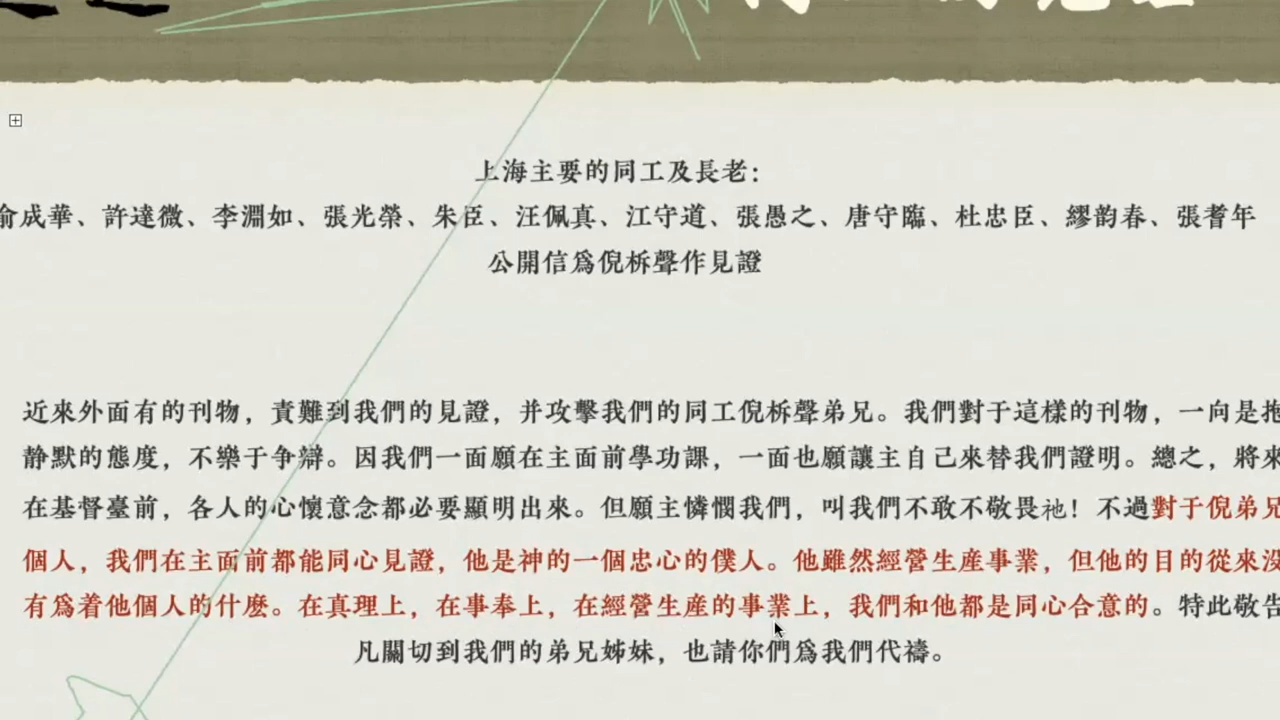 上海主要的同工及長老：
俞成華、許達微、李淵如、張光榮、朱臣、汪佩真、江守道、張愚之、唐守臨、杜忠臣、繆韵春、張耆年
公開信爲倪柝聲作見證
近來外面有的刊物，責難到我們的見證，并攻擊我們的同工倪柝聲弟兄。我們對于這樣的刊物，一向是抱
静默的態度，不樂于争辯。因我們一面願在主面前學功課，一面也願讓主自己來替我們證明。總之，將來
在基督臺前，各人的心懷意念都必要顯明出來。但願主憐憫我們，叫我們不敢不敬畏祂！不過對于倪弟兄
個人，我們在主面前都能同心見證，他是神的一個忠心的僕人。他雖然經營生産事業，但他的目的從來没
有爲着他個人的什麼。在真理上，在事奉上，在經營生産的事業上，我們和他都是同心合意的。特此敬告
凡關切到我們的弟兄姊妹，也請你們爲我們代禱。